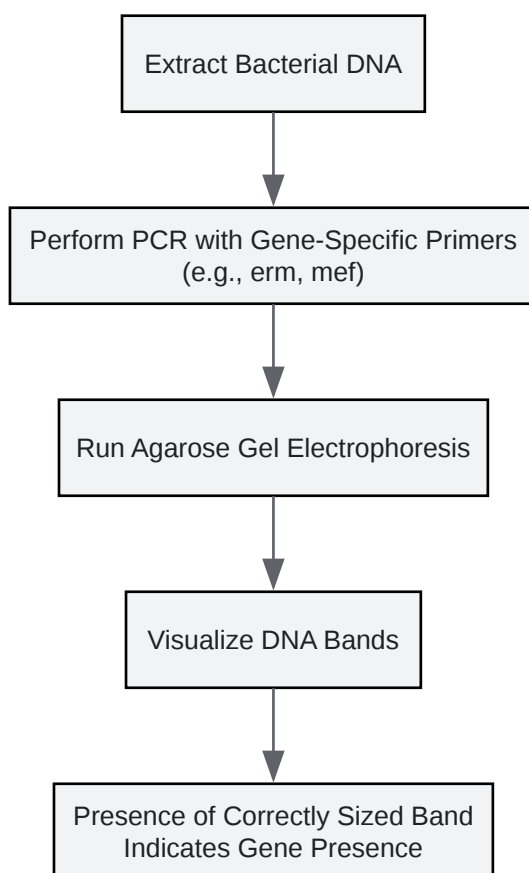 Extract Bacterial DNA
Perform PCR with Gene-Specific Primers
(e.g., erm, mef)
Run Agarose Gel Electrophoresis
Visualize DNA Bands
Presence of Correctly Sized Band
Indicates Gene Presence